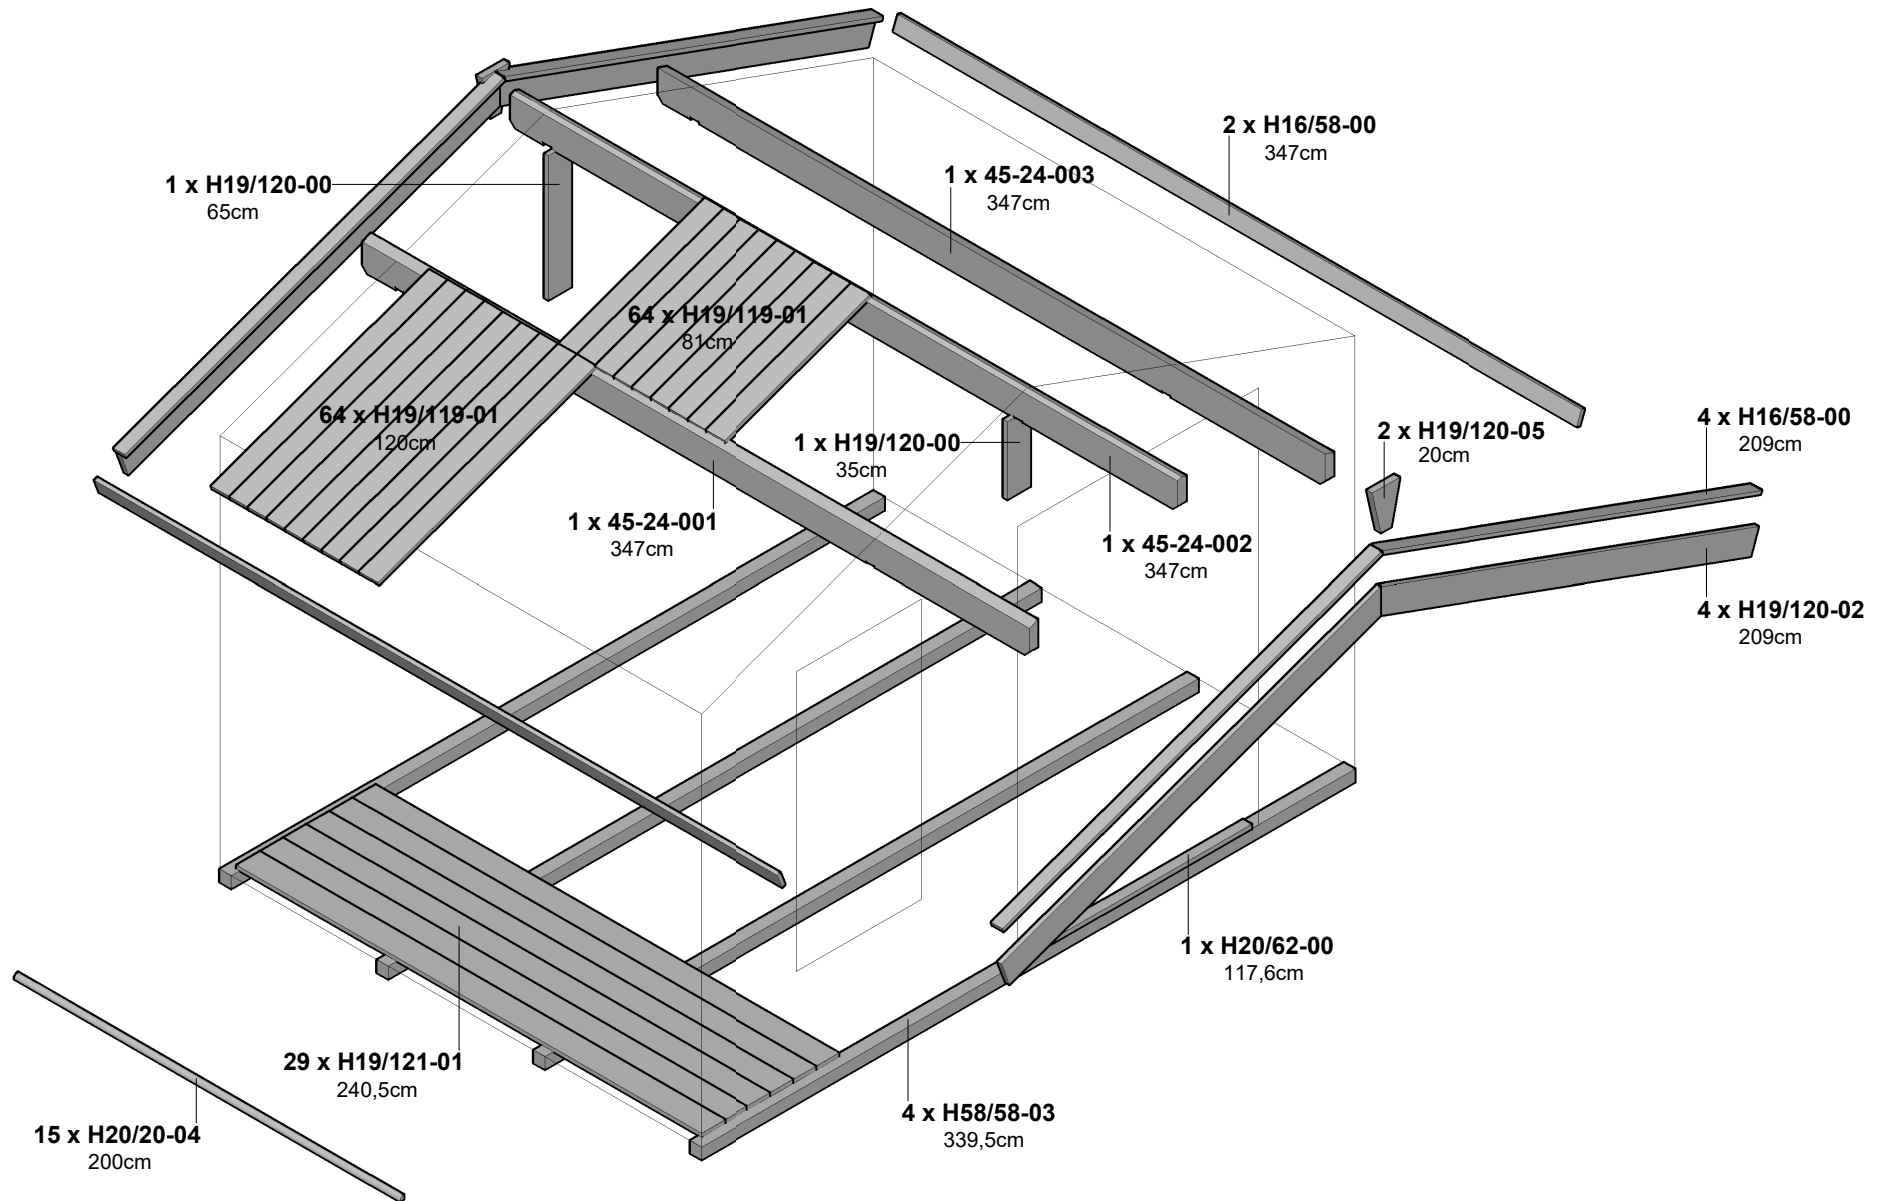 2 x H16/58-00
347cm
1 x H19/120-00
65cm
1 x 45-24-003
347cm
64 x H19/119-01
81cm
64 x H19/119-01
120cm
1 x H19/120-00
35cm
2 x H19/120-05
20cm
4 x H16/58-00
209cm
1 x 45-24-001
347cm
1 x 45-24-002
347cm
4 x H19/120-02
209cm
1 x H20/62-00
117,6cm
29 x H19/121-01
240,5cm
4 x H58/58-03
339,5cm
15 x H20/20-04
200cm